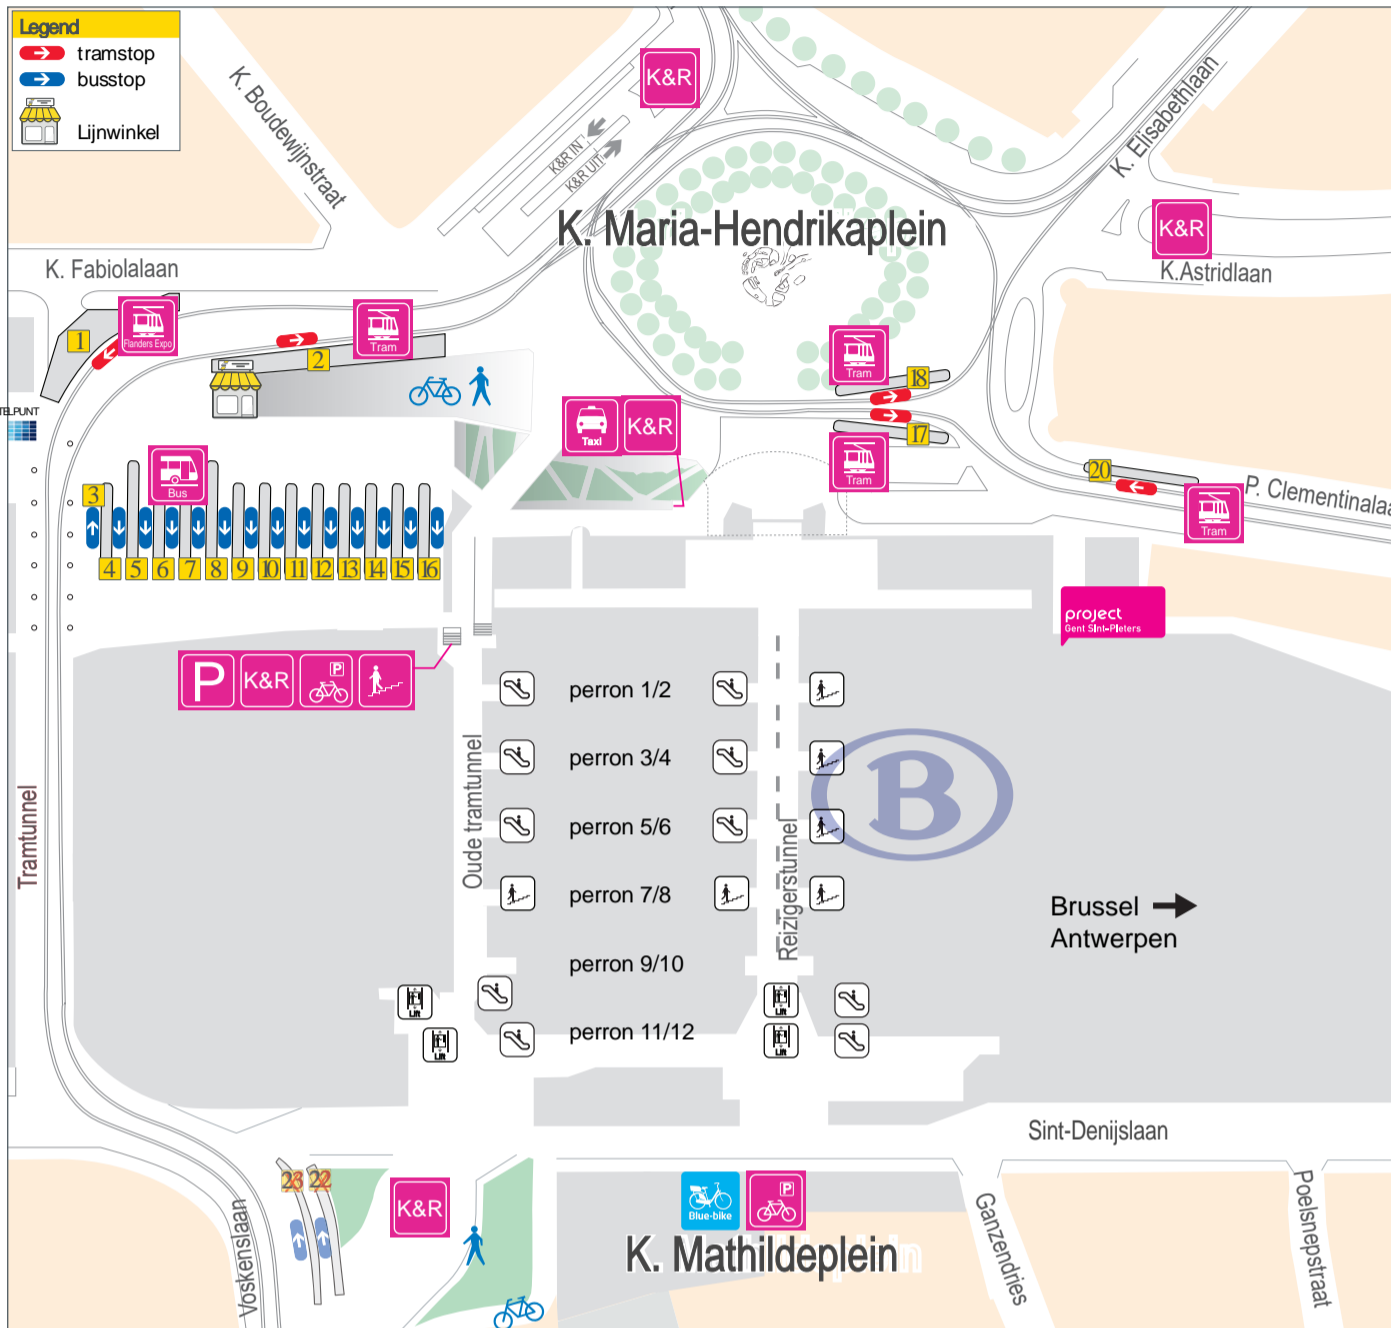 Legend
tramstop
busstop
Lijnwinkel
K. Boudewijnstraat
K&R
K&R IN
K&R UIT
K. Elisabethlaan
K. Maria-Hendrikaplein
K&R
K.Astridlaan
K. Fabiolalaan
1
Flanders Expo
2
Tram
Tram
18
17
Tram
Taxi
K&R
TELPUNT
20
P. Clementinalaa
Tram
Bus
3
4
5
6
7
8
9
10
11
12
13
14
15
16
project
Gent Sint-Pieters
P
K&R
P
perron 1/2
perron 3/4
perron 5/6
perron 7/8
perron 9/10
perron 11/12
Tramtunnel
Oude tramtunnel
Reizigerstunnel
B
Brussel
Antwerpen
Lift
Lift
Lift
Lift
Sint-Denijslaan
23
22
K&R
Voskenslaan
Blue-bike
P
K. Mathildeplein
Ganzendries
Poelsnepstraat